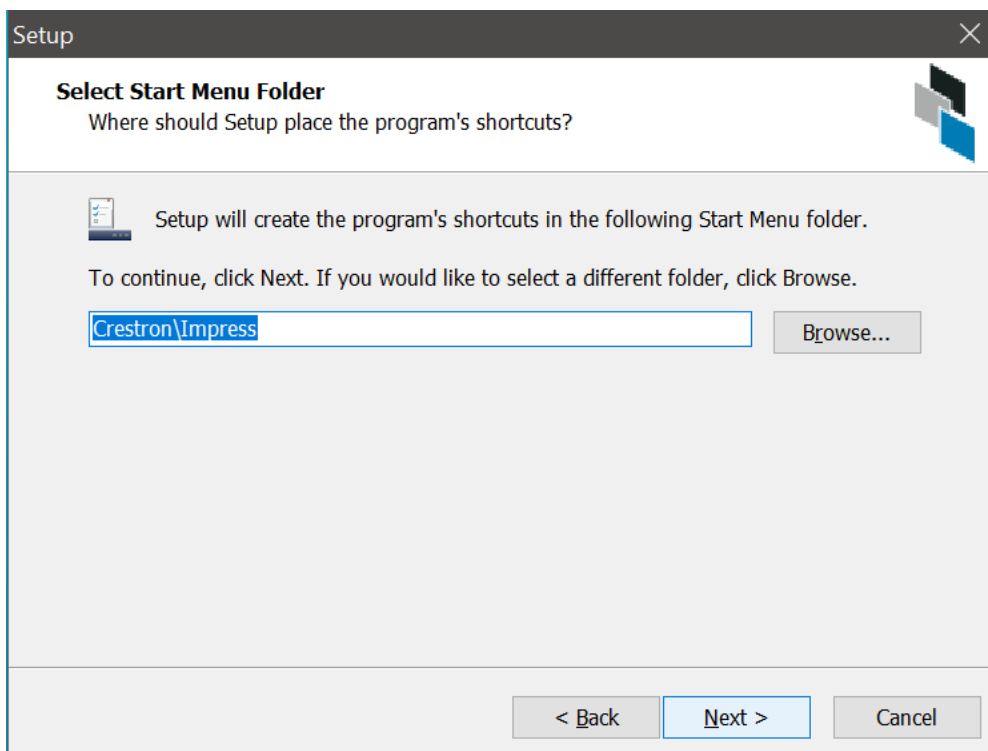 Setup
Select Start Menu Folder
Where should Setup place the program's shortcuts?
Setup will create the program's shortcuts in the following Start Menu folder.
To continue, click Next. If you would like to select a different folder, click Browse.
Crestron\Impress
Browse...
< Back
Next >
Cancel